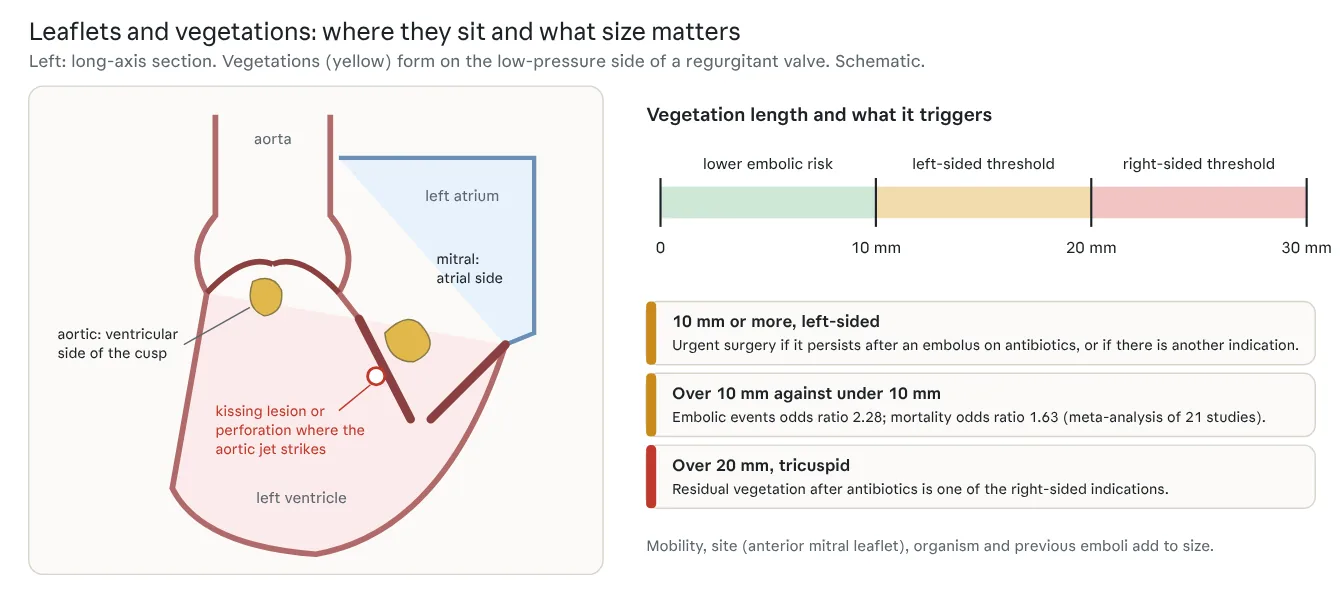 Leaflets and vegetations: where they sit and what size matters
Left: long-axis section. Vegetations (yellow) form on the low-pressure side of a regurgitant valve. Schematic.
aorta
left atrium
mitral:
atrial side
aortic: ventricular
side of the cusp
kissing lesion or
perforation where the
aortic jet strikes
left ventricle
Vegetation length and what it triggers
lower embolic risk
left-sided threshold
right-sided threshold
0
10 mm
20 mm
30 mm
10 mm or more, left-sided
Urgent surgery if it persists after an embolus on antibiotics, or if there is another indication.
Over 10 mm against under 10 mm
Embolic events odds ratio 2.28; mortality odds ratio 1.63 (meta-analysis of 21 studies).
Over 20 mm, tricuspid
Residual vegetation after antibiotics is one of the right-sided indications.
Mobility, site (anterior mitral leaflet), organism and previous emboli add to size.